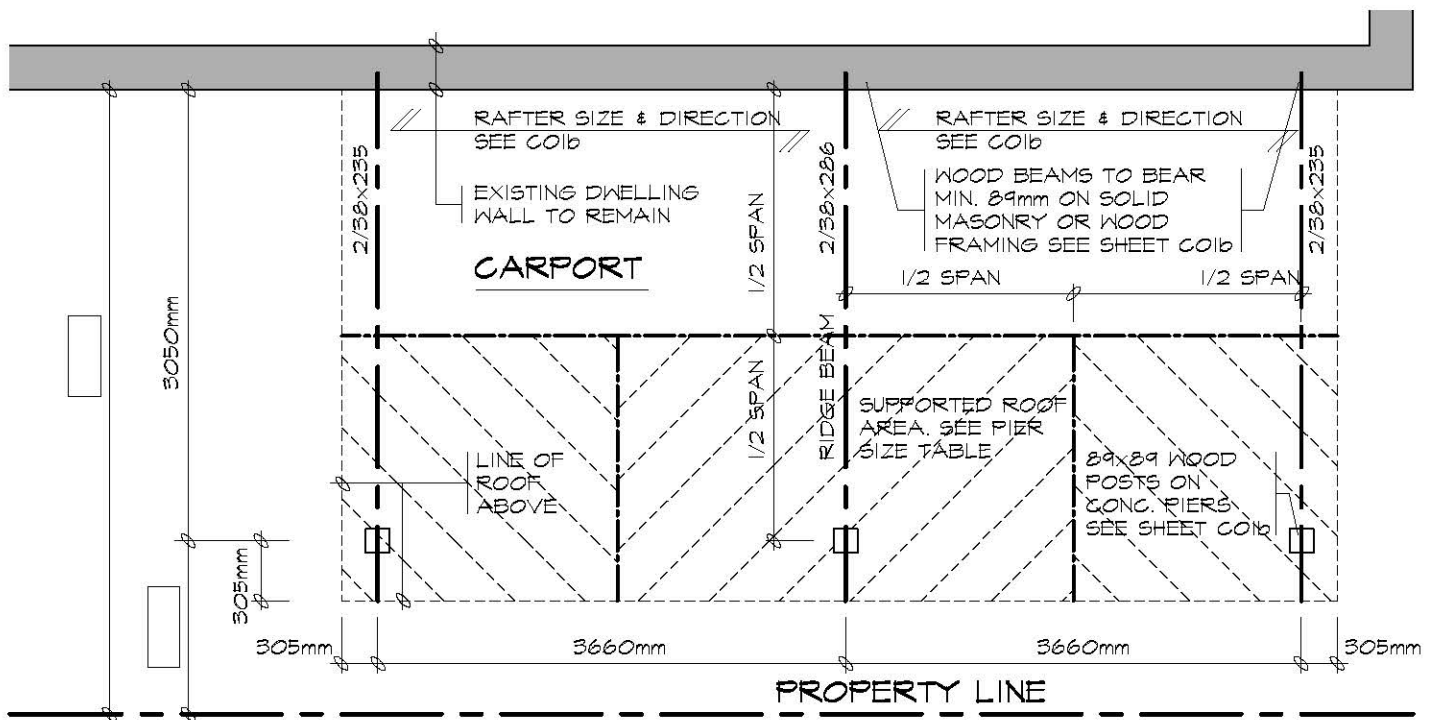 RAFTER SIZE & DIRECTION
SEE C01b
EXISTING DWELLING
WALL TO REMAIN
CARPORT
2/38x235
1/2 SPAN
2/38x286
RAFTER SIZE & DIRECTION
SEE C01b
WOOD BEAMS TO BEAR
MIN. 89mm ON SOLID
MASONRY OR WOOD
FRAMING SEE SHEET C01b
2/38x235
1/2 SPAN
1/2 SPAN
3050mm
1/2 SPAN
RIDGE BEAM
SUPPORTED ROOF
AREA. SEE PIER
SIZE TABLE
LINE OF
ROOF
ABOVE
89x89 WOOD
POSTS ON
CONC. PIERS
SEE SHEET C01b
305mm
305mm
3660mm
3660mm
305mm
PROPERTY LINE